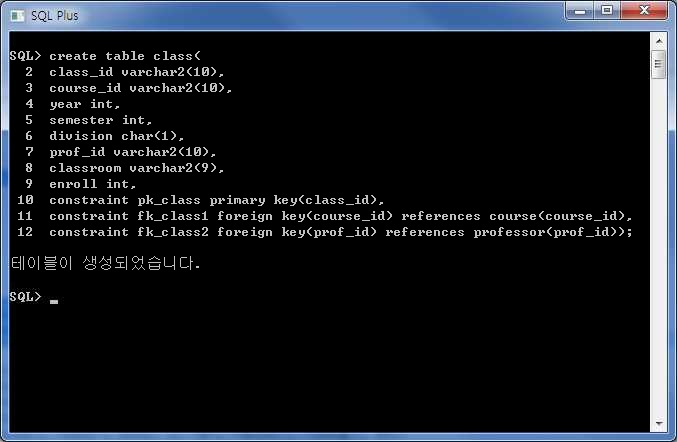 SQL Plus
SQL> create table class(
  2  class_id varchar2(10),
  3  course_id varchar2(10),
  4  year int,
  5  semester int,
  6  division char(1),
  7  prof_id varchar2(10),
  8  classroom varchar2(9),
  9  enroll int,
 10  constraint pk_class primary key(class_id),
 11  constraint fk_class1 foreign key(course_id) references course(course_id),
 12  constraint fk_class2 foreign key(prof_id) references professor(prof_id));
테이블이 생성되었습니다.
SQL> _